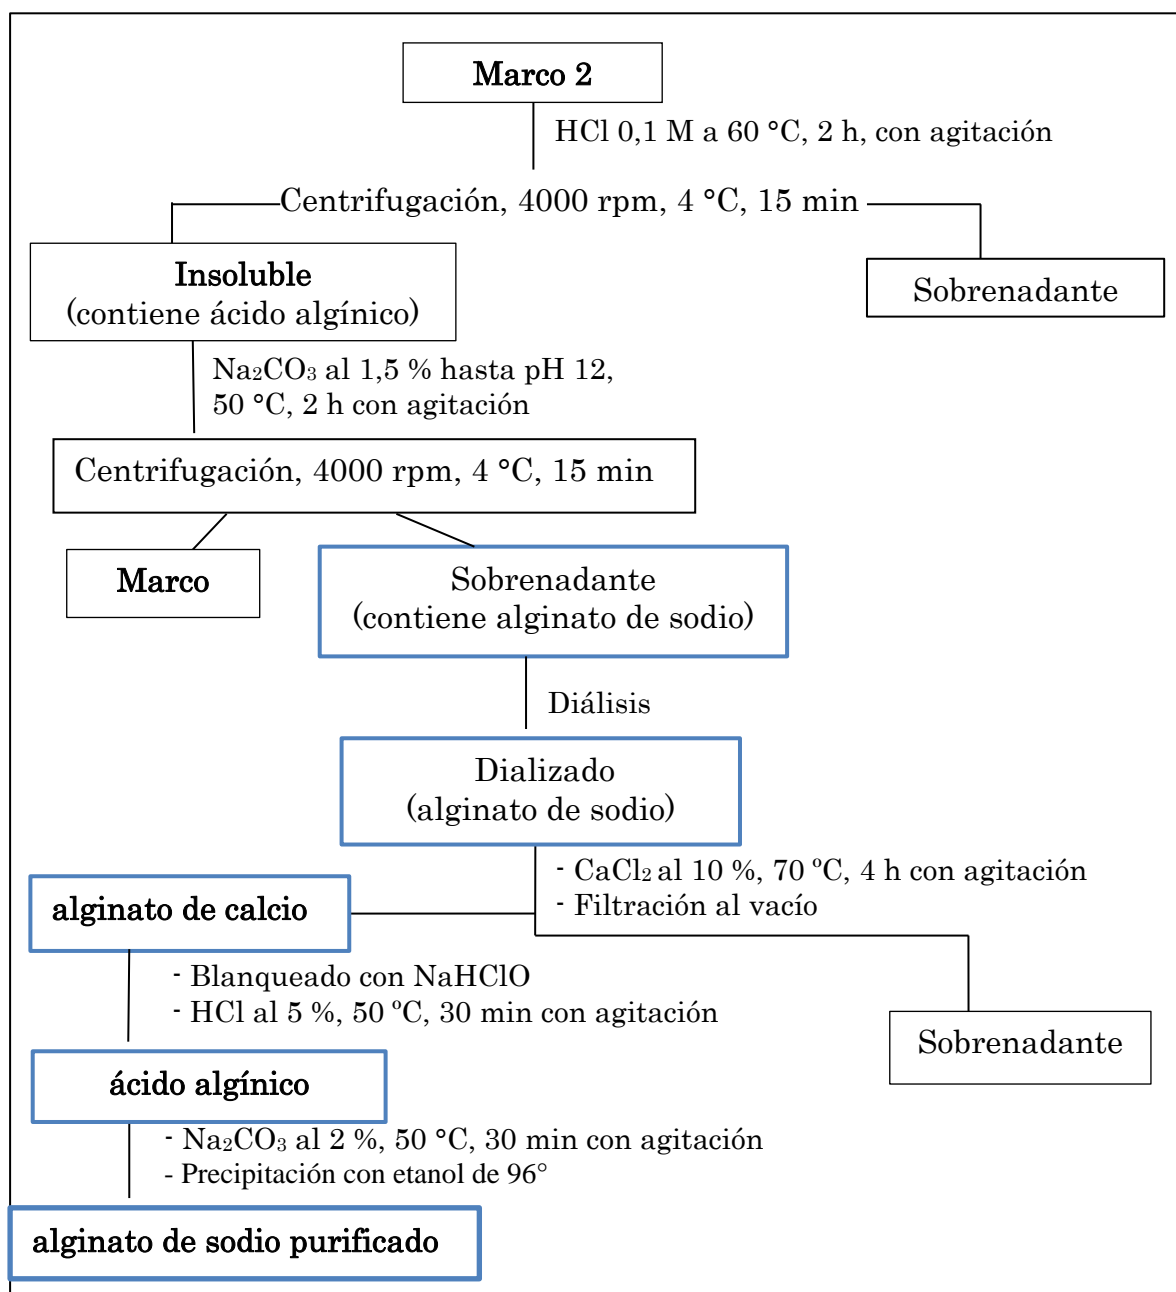 Marco 2
HCl 0,1 M a 60 °C, 2 h, con agitación
Centrifugación, 4000 rpm, 4 °C, 15 min
Insoluble
(contiene ácido algínico)
Sobrenadante
Na₂CO₃ al 1,5 % hasta pH 12,
50 °C, 2 h con agitación
Centrifugación, 4000 rpm, 4 °C, 15 min
Marco
Sobrenadante
(contiene alginato de sodio)
Diálisis
Dializado
(alginato de sodio)
- CaCl₂ al 10 %, 70 ºC, 4 h con agitación
- Filtración al vacío
alginato de calcio
- Blanqueado con NaHClO
- HCl al 5 %, 50 ºC, 30 min con agitación
Sobrenadante
ácido algínico
- Na₂CO₃ al 2 %, 50 °C, 30 min con agitación
- Precipitación con etanol de 96°
alginato de sodio purificado